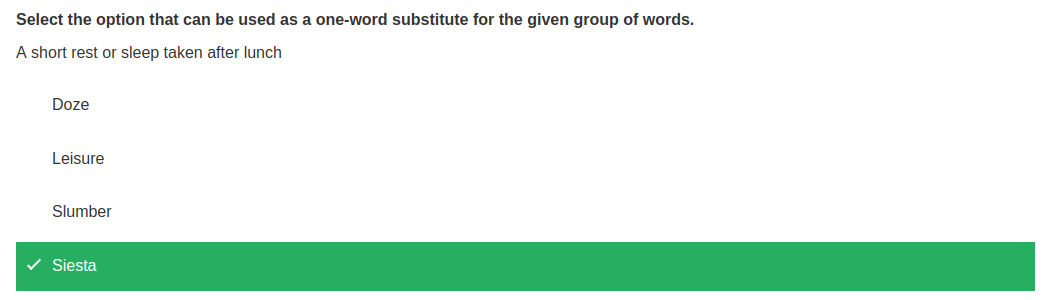 Select the option that can be used as a one-word substitute for the given group of words.
A short rest or sleep taken after lunch
Doze
Leisure
Slumber
Siesta